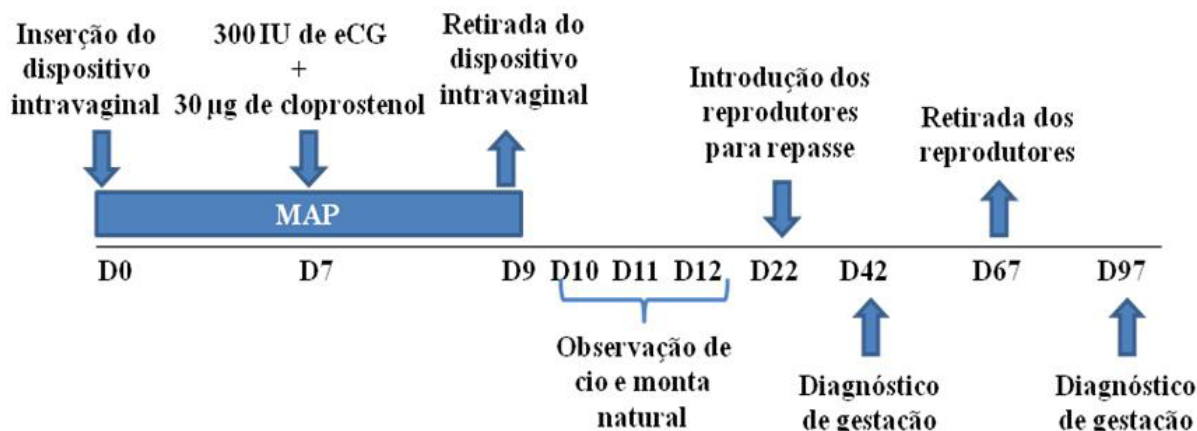 Inserção do
dispositivo
intravaginal
300 IU de eCG
+
30 µg de cloprostenol
Retirada do
dispositivo
intravaginal
Introdução dos
reprodutores
para repasse
Retirada dos
reprodutores
MAP
D0 D7 D9 D10 D11 D12 D22 D42 D67 D97
Observação de
cio e monta
natural
Diagnóstico
de gestação
Diagnóstico
de gestação